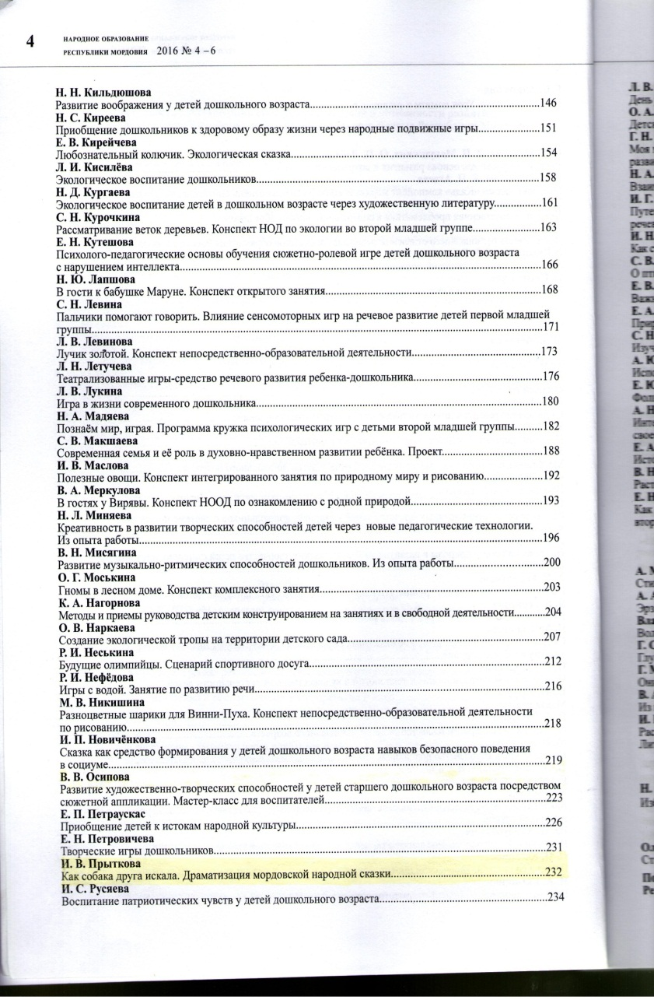 4
НАРОДНОЕ ОБРАЗОВАНИЕ
РЕСПУБЛИКИ МОРДОВИЯ 2016 № 4 – 6
Н. Н. Кильдюшова
Развитие воображения у детей дошкольного возраста...146
Н. С. Киреева
Приобщение дошкольников к здоровому образу жизни через народные подвижные игры...151
Е. В. Кирейчева
Любознательный колючик. Экологическая сказка...154
Л. И. Кисилёва
Экологическое воспитание дошкольников...158
Н. Д. Кургаева
Экологическое воспитание детей в дошкольном возрасте через художественную литературу...161
С. Н. Курочкина
Рассматривание веток деревьев. Конспект НОД по экологии во второй младшей группе...163
Е. Н. Кутешова
Психолого-педагогические основы обучения сюжетно-ролевой игре детей дошкольного возраста
с нарушением интеллекта...166
Н. Ю. Лапшова
В гости к бабушке Маруне. Конспект открытого занятия...168
С. Н. Левина
Пальчики помогают говорить. Влияние сенсомоторных игр на речевое развитие детей первой младшей
группы...171
Л. В. Левинова
Лучик золотой. Конспект непосредственно-образовательной деятельности...173
Л. Н. Летучева
Театрализованные игры-средство речевого развития ребенка-дошкольника...176
Л. В. Лукина
Игра в жизни современного дошкольника...180
Н. А. Мадяева
Познаём мир, играя. Программа кружка психологических игр с детьми второй младшей группы...182
С. В. Макшаева
Современная семья и её роль в духовно-нравственном развитии ребёнка. Проект...188
И. В. Маслова
Полезные овощи. Конспект интегрированного занятия по природному миру и рисованию...192
В. А. Меркулова
В гостях у Вирявы. Конспект НООД по ознакомлению с родной природой...193
Н. Л. Миняева
Креативность в развитии творческих способностей детей через новые педагогические технологии.
Из опыта работы...196
В. Н. Мисягина
Развитие музыкально-ритмических способностей дошкольников. Из опыта работы...200
О. Г. Моськина
Гномы в лесном доме. Конспект комплексного занятия...203
К. А. Нагорнова
Методы и приемы руководства детским конструированием на занятиях и в свободной деятельности...204
О. В. Наркаева
Создание экологической тропы на территории детского сада...207
Р. И. Неськина
Будущие олимпийцы. Сценарий спортивного досуга...212
Р. И. Нефёдова
Игры с водой. Занятие по развитию речи...216
М. В. Никишина
Разноцветные шарики для Винни-Пуха. Конспект непосредственно-образовательной деятельности
по рисованию...218
И. П. Новичёнкова
Сказка как средство формирования у детей дошкольного возраста навыков безопасного поведения
в социуме...219
В. В. Осипова
Развитие художественно-творческих способностей у детей старшего дошкольного возраста посредством
сюжетной аппликации. Мастер-класс для воспитателей...223
Е. П. Петраускас
Приобщение детей к истокам народной культуры...226
Е. Н. Петровичева
Творческие игры дошкольников...231
И. В. Прыткова
Как собака друга искала. Драматизация мордовской народной сказки...232
И. С. Русяева
Воспитание патриотических чувств у детей дошкольного возраста...234